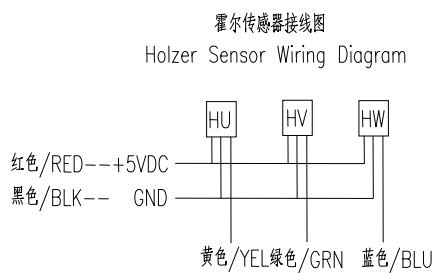 霍尔传感器接线图
Holzer Sensor Wiring Diagram
HU HV HW
红色/RED--+5VDC
黑色/BLK-- GND
黄色/YEL绿色/GRN 蓝色/BLU